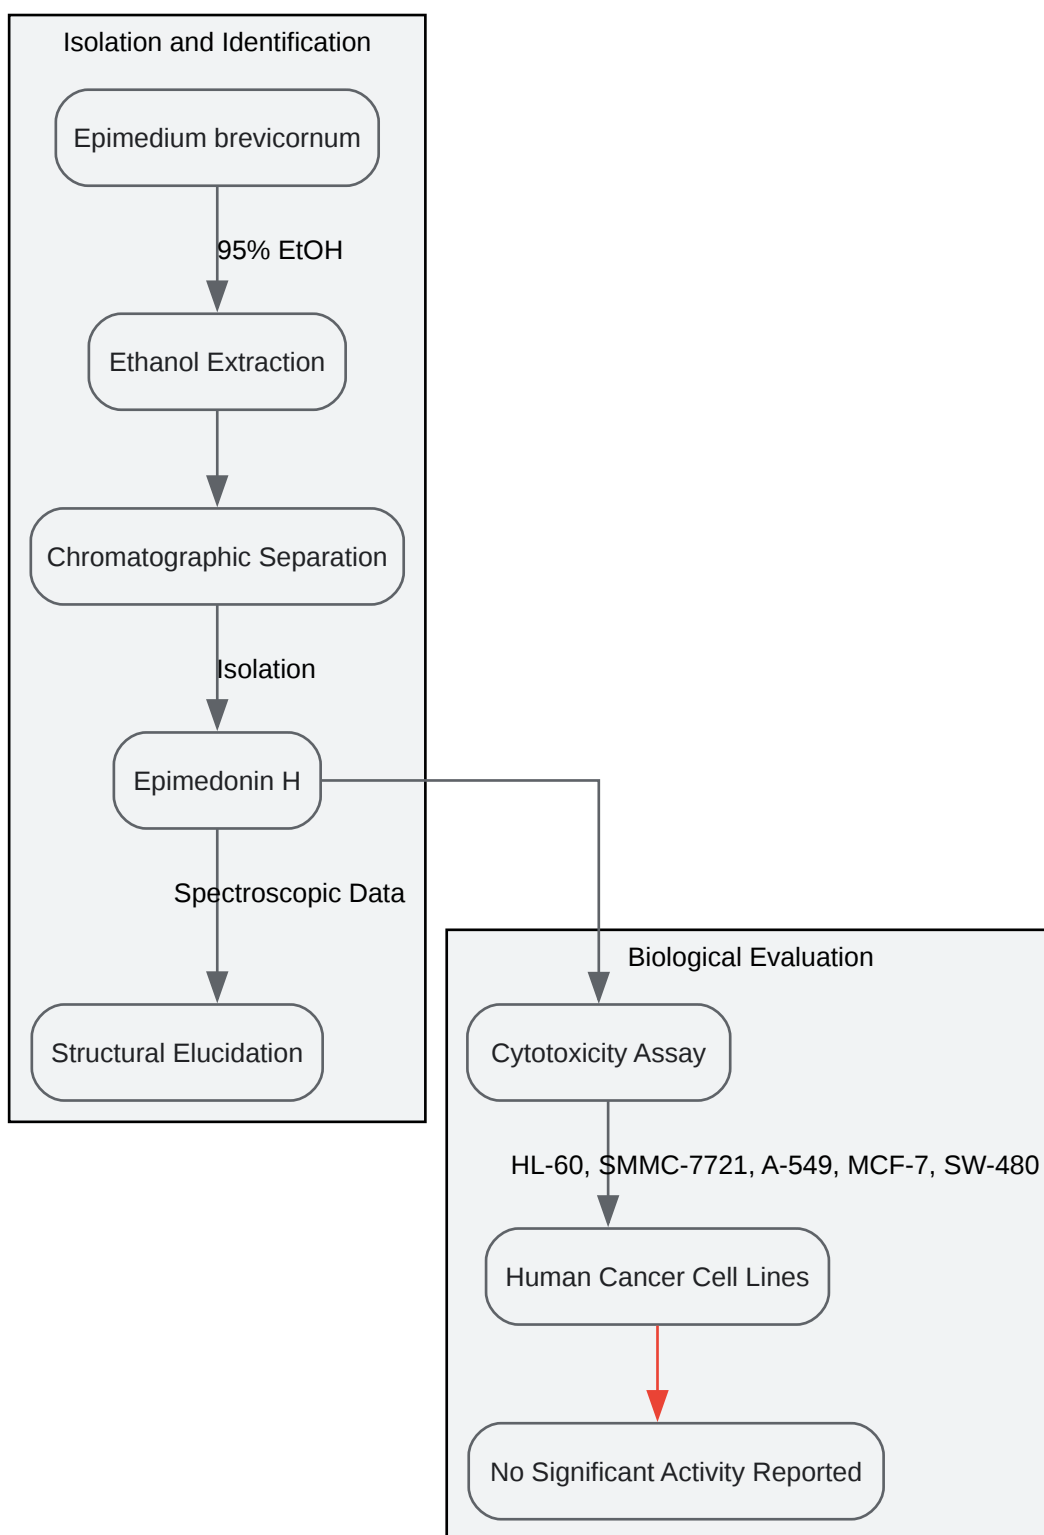 Isolation and Identification
Epimedium brevicornum
95% EtOH
Ethanol Extraction
Chromatographic Separation
Isolation
Epimedonin H
Spectroscopic Data
Structural Elucidation
Biological Evaluation
Cytotoxicity Assay
HL-60, SMMC-7721, A-549, MCF-7, SW-480
Human Cancer Cell Lines
No Significant Activity Reported